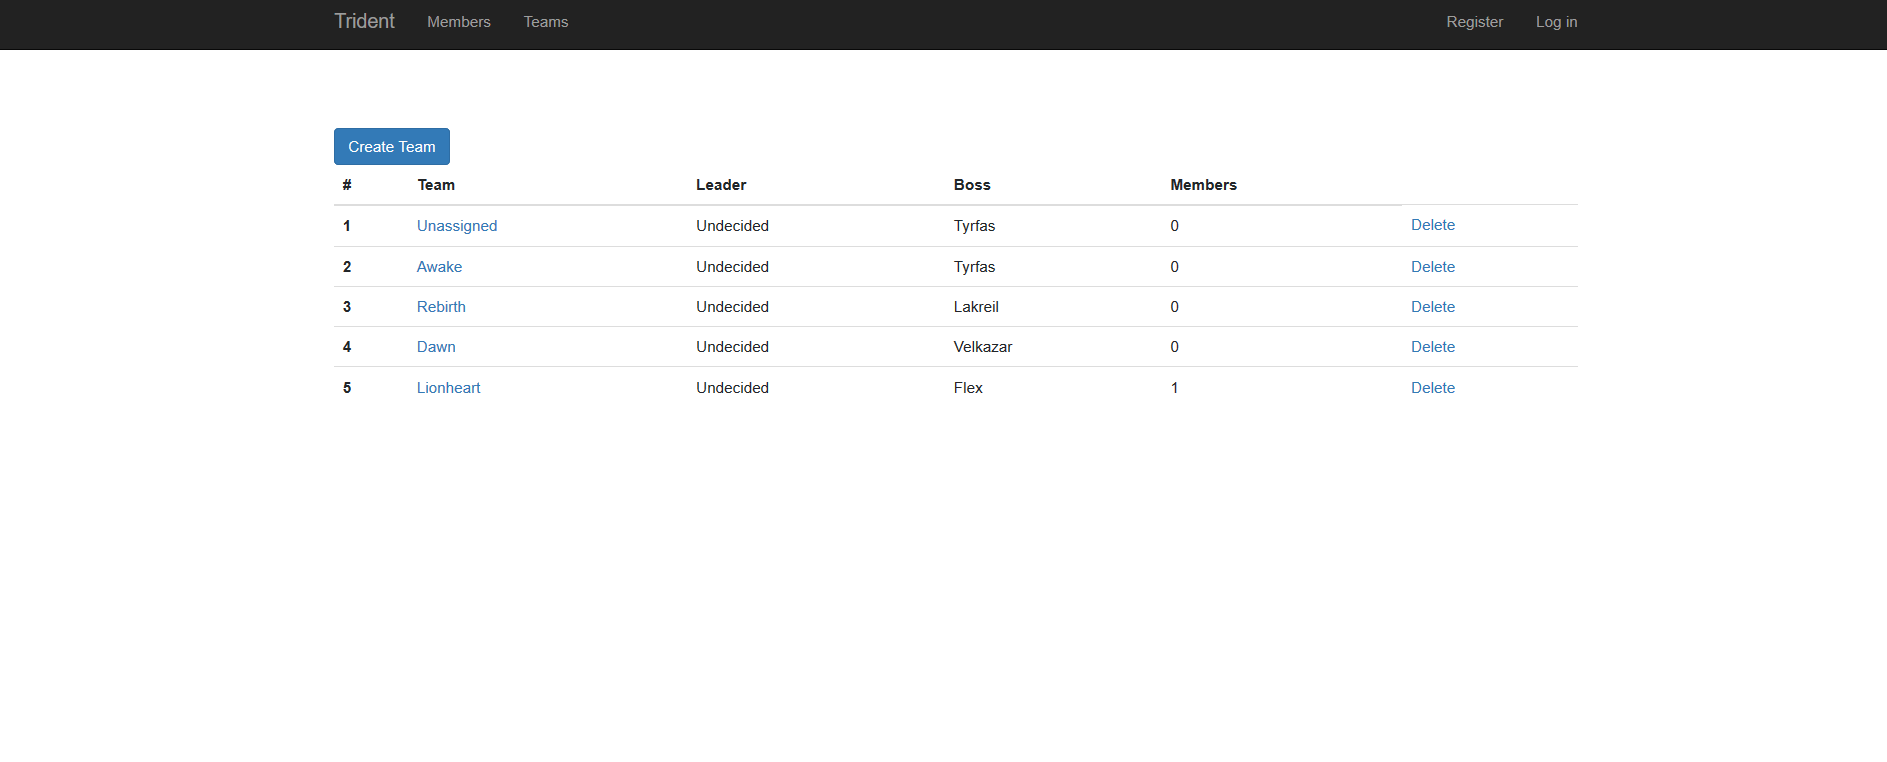 Trident Members Teams Register Log in
Create Team
# Team Leader Boss Members
1 Unassigned Undecided Tyrfas 0 Delete
2 Awake Undecided Tyrfas 0 Delete
3 Rebirth Undecided Lakreil 0 Delete
4 Dawn Undecided Velkazar 0 Delete
5 Lionheart Undecided Flex 1 Delete